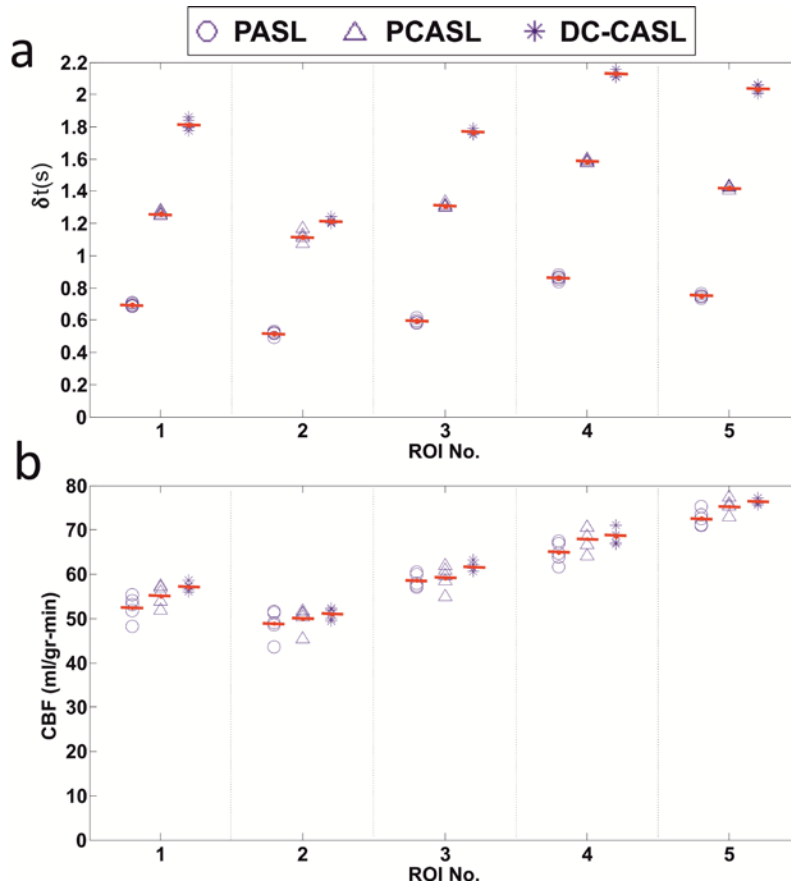 PASL PCASL DC-CASL
a
2.2
2
1.8
1.6
1.4
1.2
1
0.8
0.6
0.4
0.2
0
δt(s)
1 2 3 4 5
ROI No.
b
80
70
60
50
40
30
20
10
0
CBF (ml/gr-min)
1 2 3 4 5
ROI No.